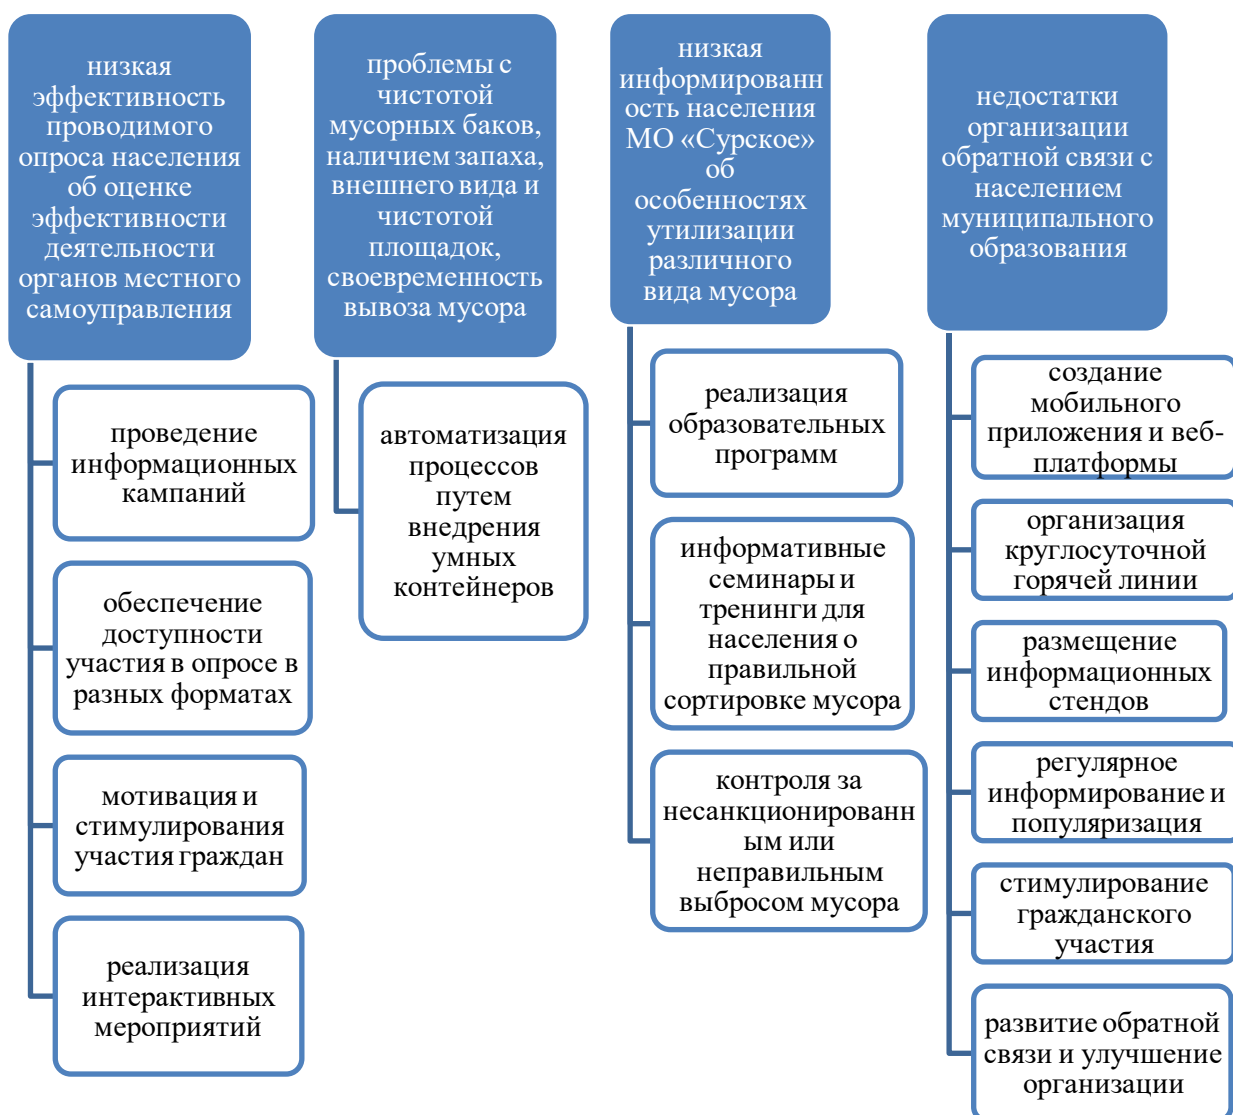 низкая
эффективность
проводимого
опроса населения
об оценке
эффективности
деятельности
органов местного
самоуправления
проведение
информационных
кампаний
обеспечение
доступности
участия в опросе в
разных форматах
мотивация и
стимулирования
участия граждан
реализация
интерактивных
мероприятий
проблемы с
чистотой
мусорных баков,
наличием запаха,
внешнего вида и
чистотой
площадок,
своевременность
вывоза мусора
автоматизация
процессов
путем
внедрения
умных
контейнеров
низкая
информированн
ость населения
МО «Сурское»
об
особенностях
утилизации
различного
вида мусора
реализация
образовательных
программ
информативные
семинары и
тренинги для
населения о
правильной
сортировке мусора
контроля за
несанкционированн
ым или
неправильным
выбросом мусора
недостатки
организации
обратной связи с
населением
муниципального
образования
создание
мобильного
приложения и веб-
платформы
организация
круглосуточной
горячей линии
размещение
информационных
стендов
регулярное
информирование и
популяризация
стимулирование
гражданского
участия
развитие обратной
связи и улучшение
организации